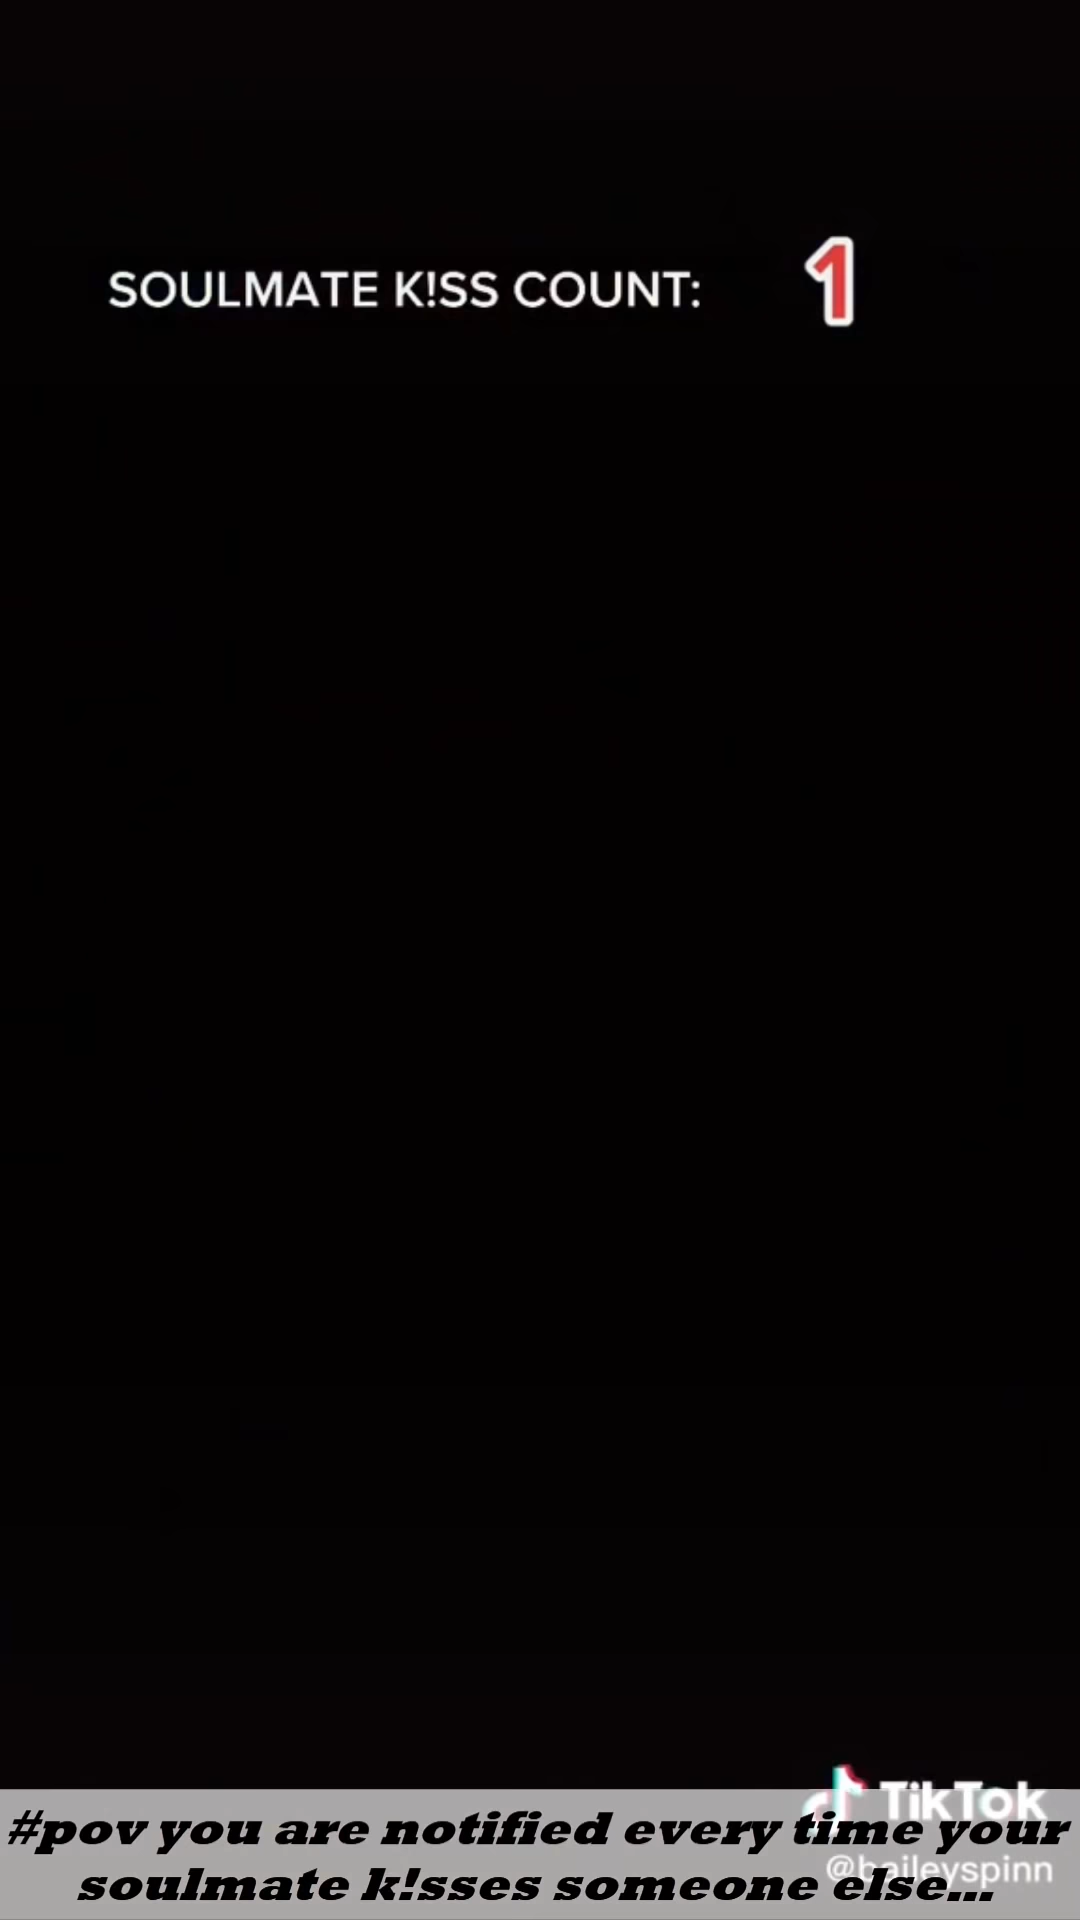 SOULMATE K!SS COUNT: 1
TikTok
#pov you are notified every time your
@baileyspinn
soulmate k!sses someone else...